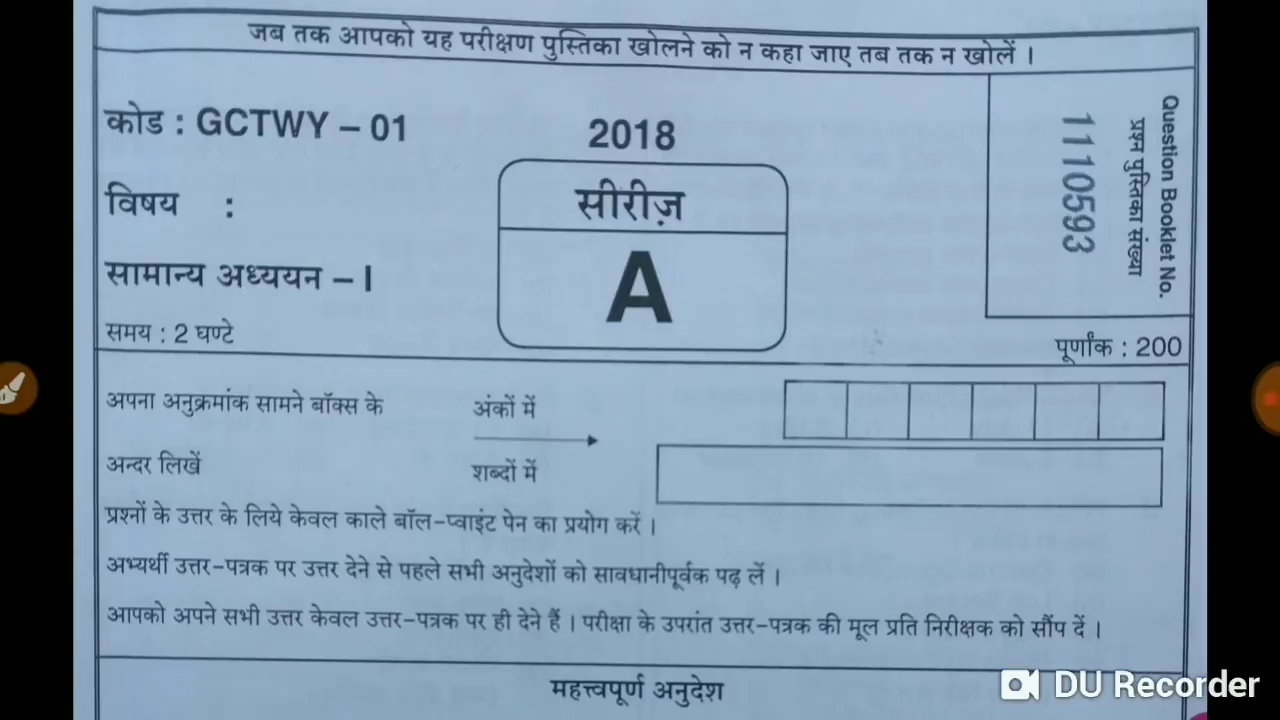 जब तक आपको यह परीक्षण पुस्तिका खोलने को न कहा जाए तब तक न खोलें ।
कोड : GCTWY – 01
2018
विषय :
सीरीज़
A
सामान्य अध्ययन – I
समय : 2 घण्टे
Question Booklet No.
प्रश्न पुस्तिका संख्या
1110593
पूर्णांक : 200
अपना अनुक्रमांक सामने बॉक्स के
अंकों में
अन्दर लिखें
शब्दों में
प्रश्नों के उत्तर के लिये केवल काले बॉल-प्वाइंट पेन का प्रयोग करें ।
अभ्यर्थी उत्तर-पत्रक पर उत्तर देने से पहले सभी अनुदेशों को सावधानीपूर्वक पढ़ लें ।
आपको अपने सभी उत्तर केवल उत्तर-पत्रक पर ही देने हैं । परीक्षा के उपरांत उत्तर-पत्रक की मूल प्रति निरीक्षक को सौंप दें ।
महत्त्वपूर्ण अनुदेश
DU Recorder